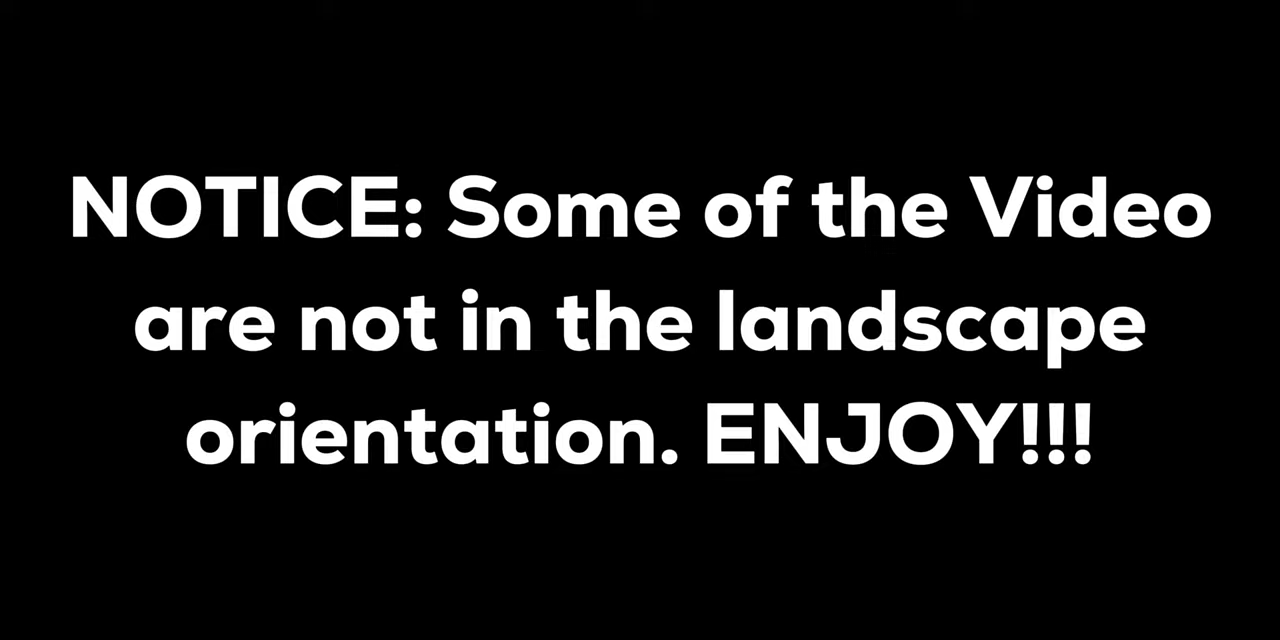 NOTICE: Some of the Video
are not in the landscape
orientation. ENJOY!!!